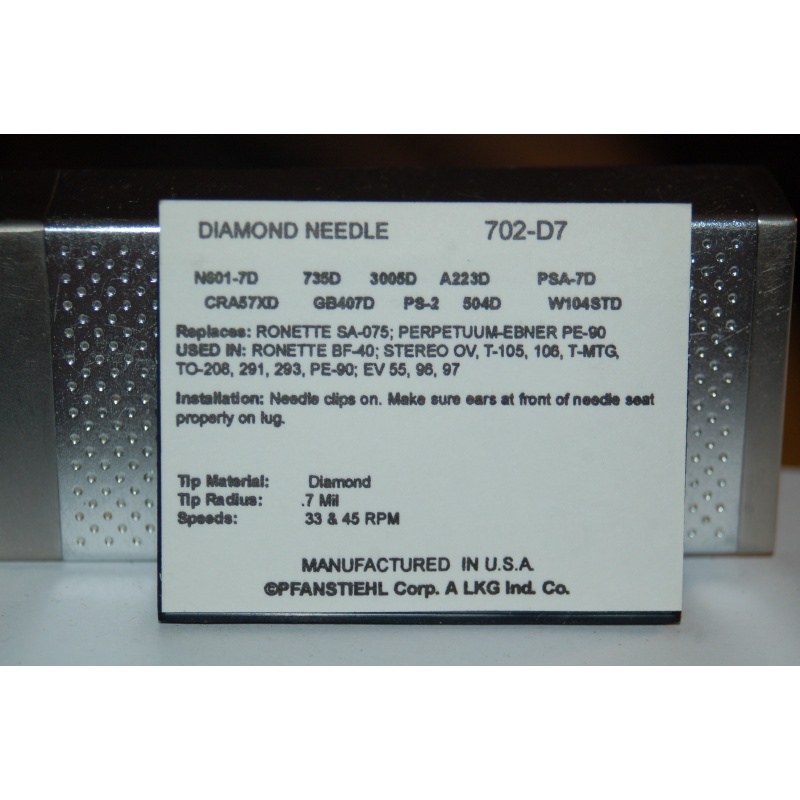 DIAMOND NEEDLE 702-D7
N601-7D 735D 3005D A223D PSA-7D
CRA57XD GB407D PS-2 504D W104STD
Replaces: RONETTE SA-075; PERPETUUM-EBNER PE-90
USED IN: RONETTE BF-40; STEREO OV, T-105, 106, T-MTG,
TO-208, 291, 293, PE-90; EV 55, 96, 97
Installation: Needle clips on. Make sure ears at front of needle seat
properly on lug.
Tip Material: Diamond
Tip Radius: .7 Mil
Speeds: 33 & 45 RPM
MANUFACTURED IN U.S.A.
©PFANSTIEHL Corp. A LKG Ind. Co.